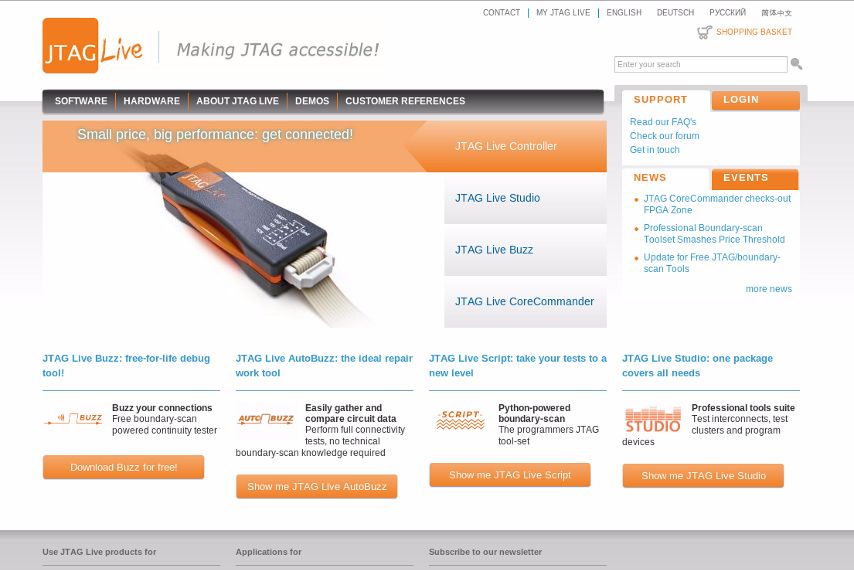 CONTACT
MY JTAG LIVE
ENGLISH
DEUTSCH
РУССКИЙ
简体中文
JTAG Live
Making JTAG accessible!
SHOPPING BASKET
Enter your search
SOFTWARE
HARDWARE
ABOUT JTAG LIVE
DEMOS
CUSTOMER REFERENCES
Small price, big performance: get connected!
JTAG Live
JTAG Live Controller
JTAG Live Studio
JTAG Live Buzz
JTAG Live CoreCommander
SUPPORT
LOGIN
Read our FAQ's
Check our forum
Get in touch
NEWS
EVENTS
JTAG CoreCommander checks-out
FPGA Zone
Professional Boundary-scan
Toolset Smashes Price Threshold
Update for Free JTAG/boundary-
scan Tools
more news
JTAG Live Buzz: free-for-life debug
tool!
BUZZ
Buzz your connections
Free boundary-scan
powered continuity tester
Download Buzz for free!
JTAG Live AutoBuzz: the ideal repair
work tool
AUTO BUZZ
Easily gather and
compare circuit data
Perform full connectivity
tests, no technical
boundary-scan knowledge required
Show me JTAG Live AutoBuzz
JTAG Live Script: take your tests to a
new level
SCRIPT
Python-powered
boundary-scan
The programmers JTAG
tool-set
Show me JTAG Live Script
JTAG Live Studio: one package
covers all needs
STUDIO
Professional tools suite
Test interconnects, test
clusters and program
devices
Show me JTAG Live Studio
Use JTAG Live products for
Applications for
Subscribe to our newsletter